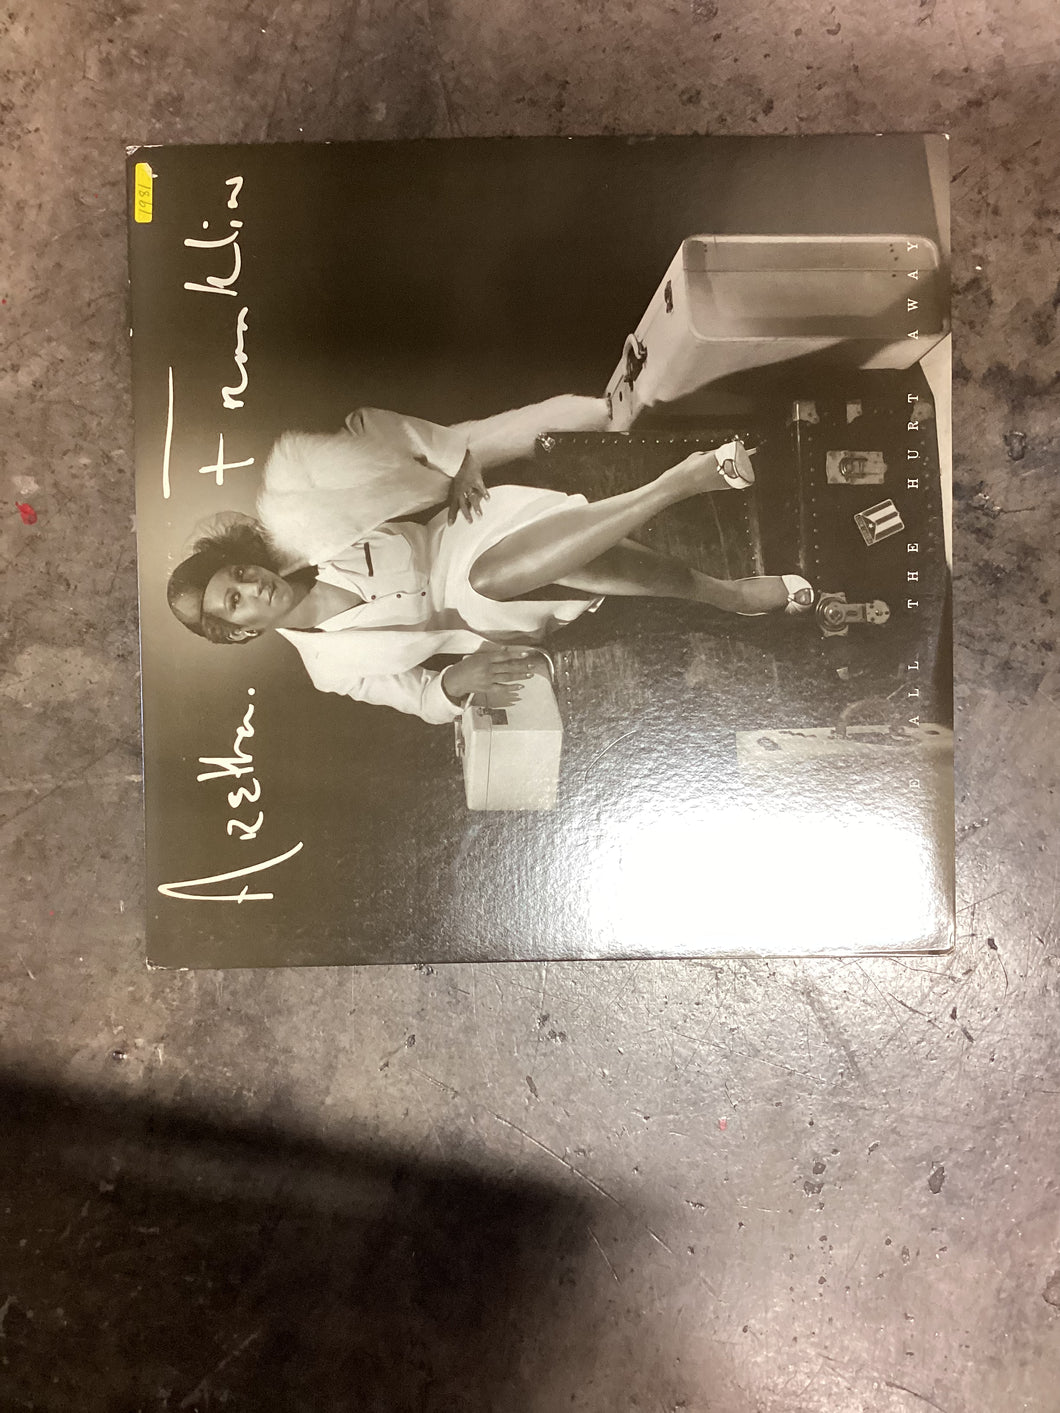 1981
Aretha Franklin
E ALL THE HURT AWAY